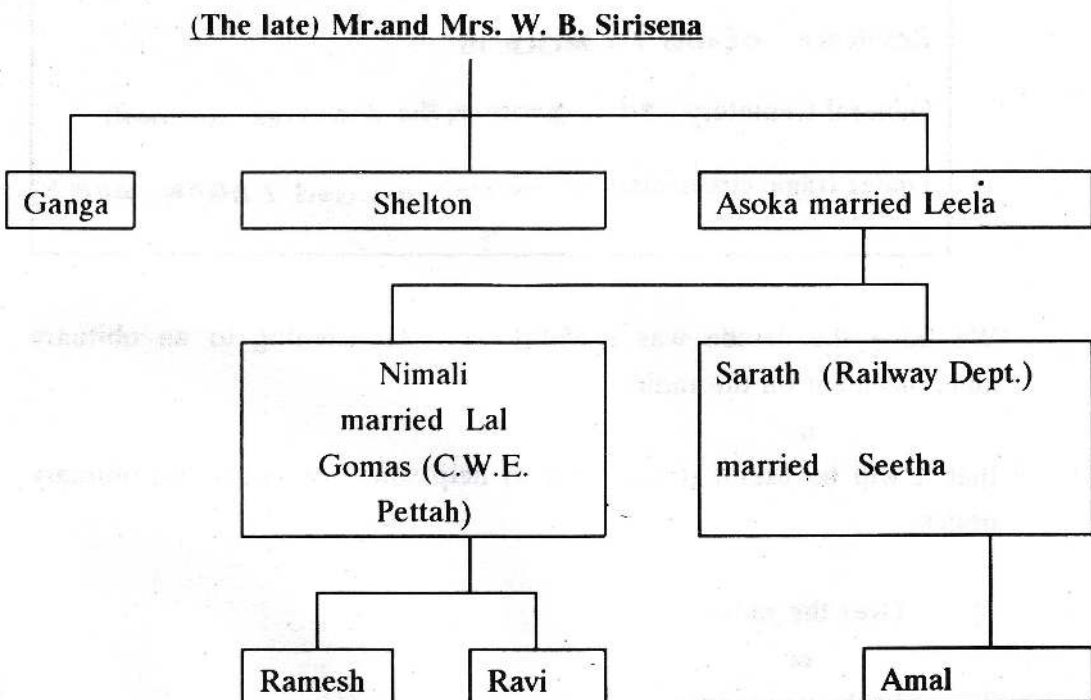 (The late) Mr.and Mrs. W. B. Sirisena
Ganga
Shelton
Asoka married Leela
Nimali
married Lal
Gomas (C.W.E.
Pettah)
Sarath (Railway Dept.)
married Seetha
Ramesh
Ravi
Amal